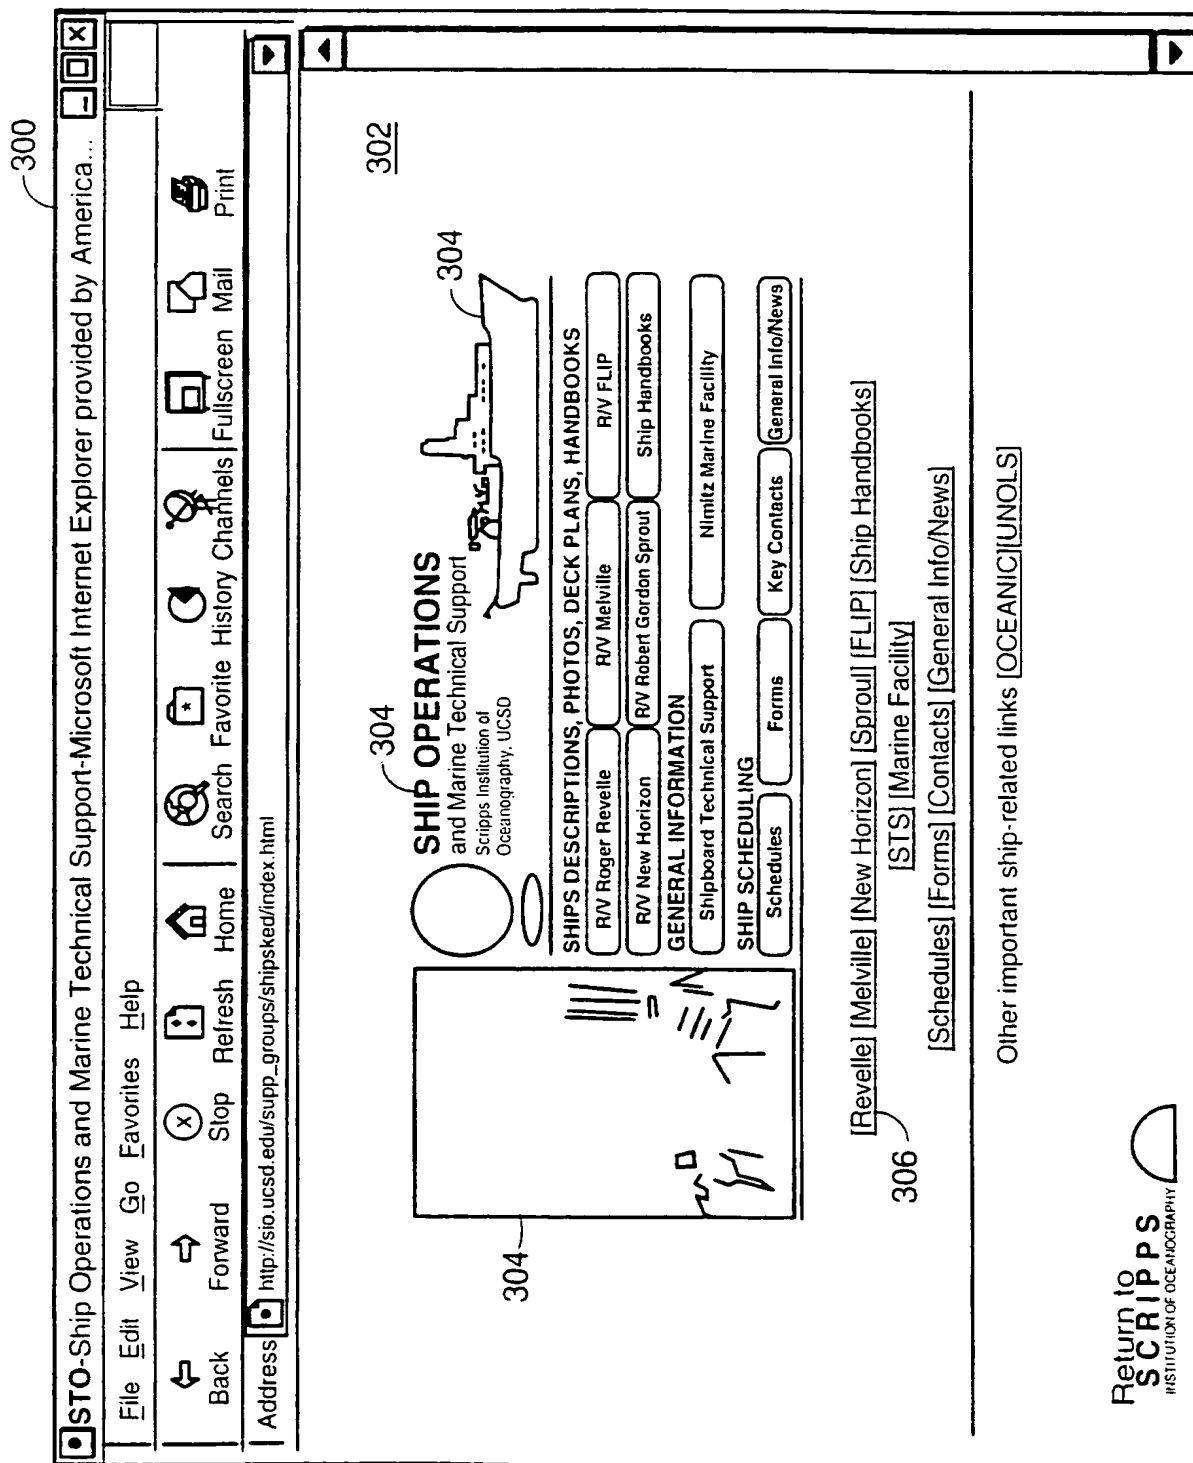 300
STO-Ship Operations and Marine Technical Support-Microsoft Internet Explorer provided by America...
File Edit View Go Favorites Help
Back Forward Stop Refresh Home Search Favorite History Channels Fullscreen Mail Print
Address http://sio.ucsd.edu/supp_groups/shipsked/index.html
302
304
304
304
SHIP OPERATIONS
and Marine Technical Support
Scripps Institution of
Oceanography, UCSD
SHIPS DESCRIPTIONS, PHOTOS, DECK PLANS, HANDBOOKS
R/V Roger Revelle R/V Melville R/V FLIP
R/V New Horizon R/V Robert Gordon Sprout Ship Handbooks
GENERAL INFORMATION
Shipboard Technical Support Nimitz Marine Facility
SHIP SCHEDULING
Schedules Forms Key Contacts General Info/News
[Revelle] [Melville] [New Horizon] [Sproul] [FLIP] [Ship Handbooks]
306
[STS] [Marine Facility]
[Schedules] [Forms] [Contacts] [General Info/News]
Other important ship-related links [OCEANIC][UNOLS]
Return to
SCRIPPS
INSTITUTION OF OCEANOGRAPHY